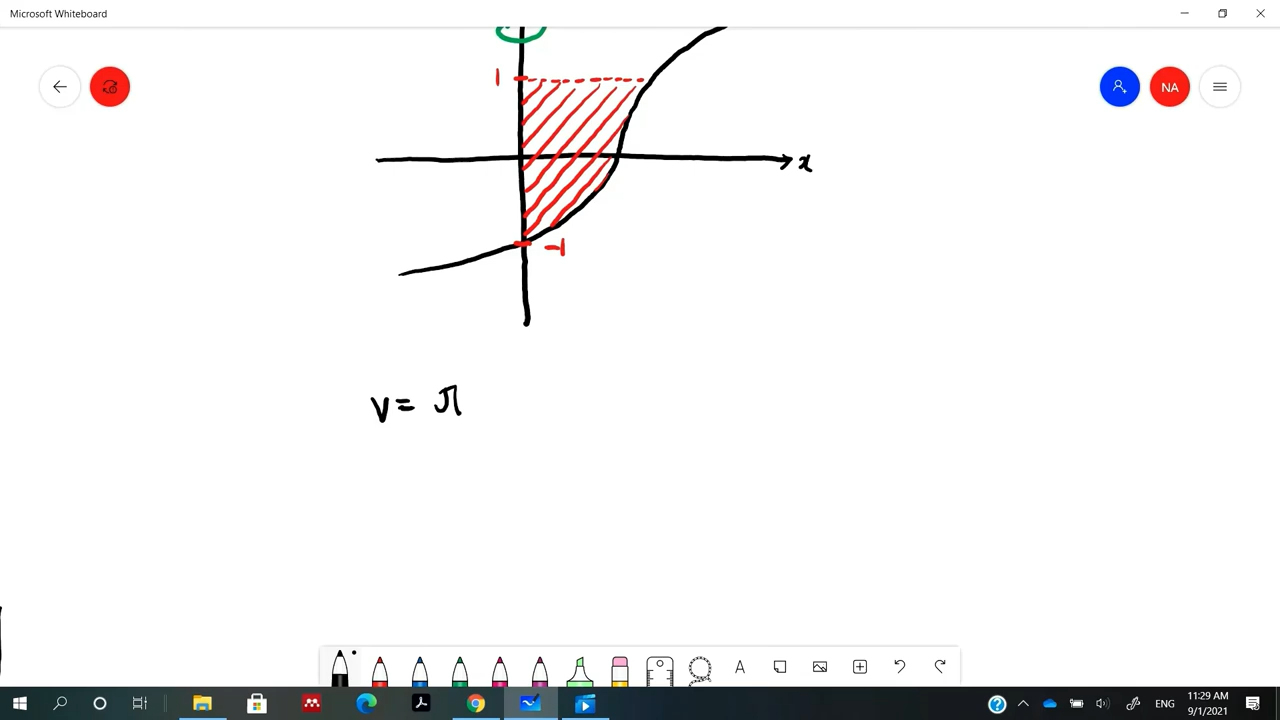 Microsoft Whiteboard
NA
1
x
-1
V = π
A
ENG
11:29 AM
9/1/2021